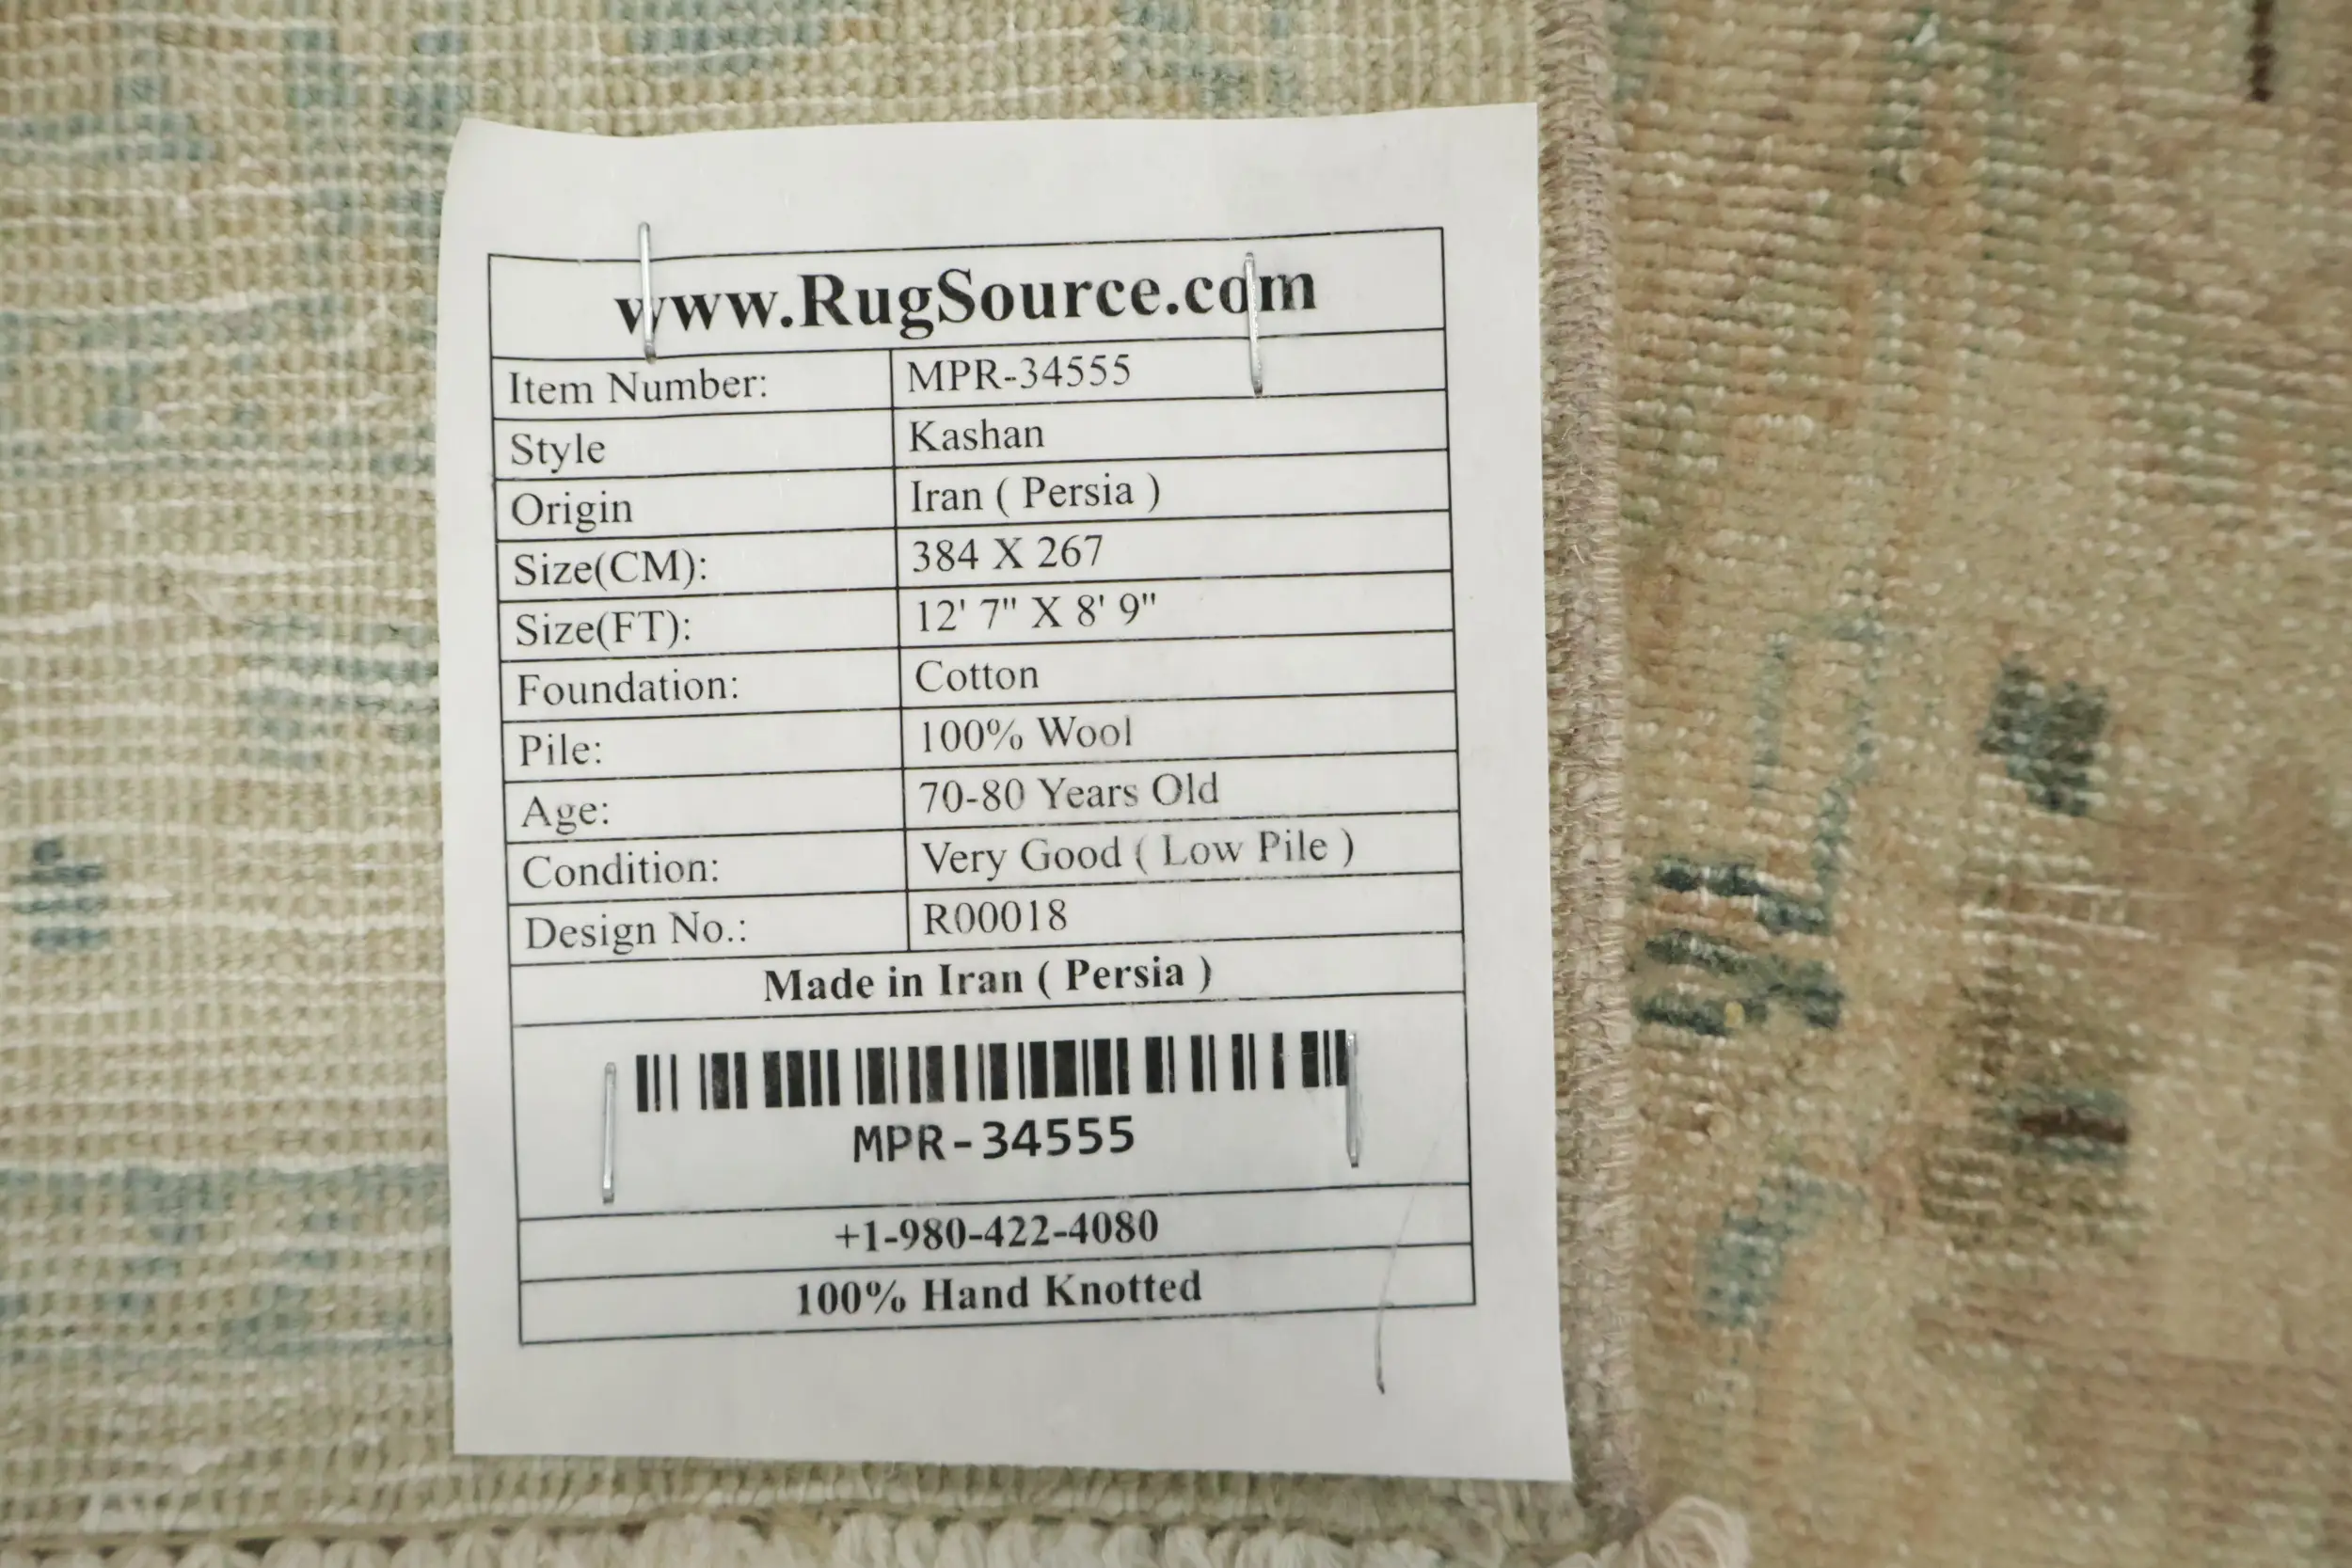 www.RugSource.com
Item Number: MPR-34555
Style Kashan
Origin Iran ( Persia )
Size(CM): 384 X 267
Size(FT): 12' 7" X 8' 9"
Foundation: Cotton
Pile: 100% Wool
Age: 70-80 Years Old
Condition: Very Good ( Low Pile )
Design No.: R00018
Made in Iran ( Persia )
MPR-34555
+1-980-422-4080
100% Hand Knotted